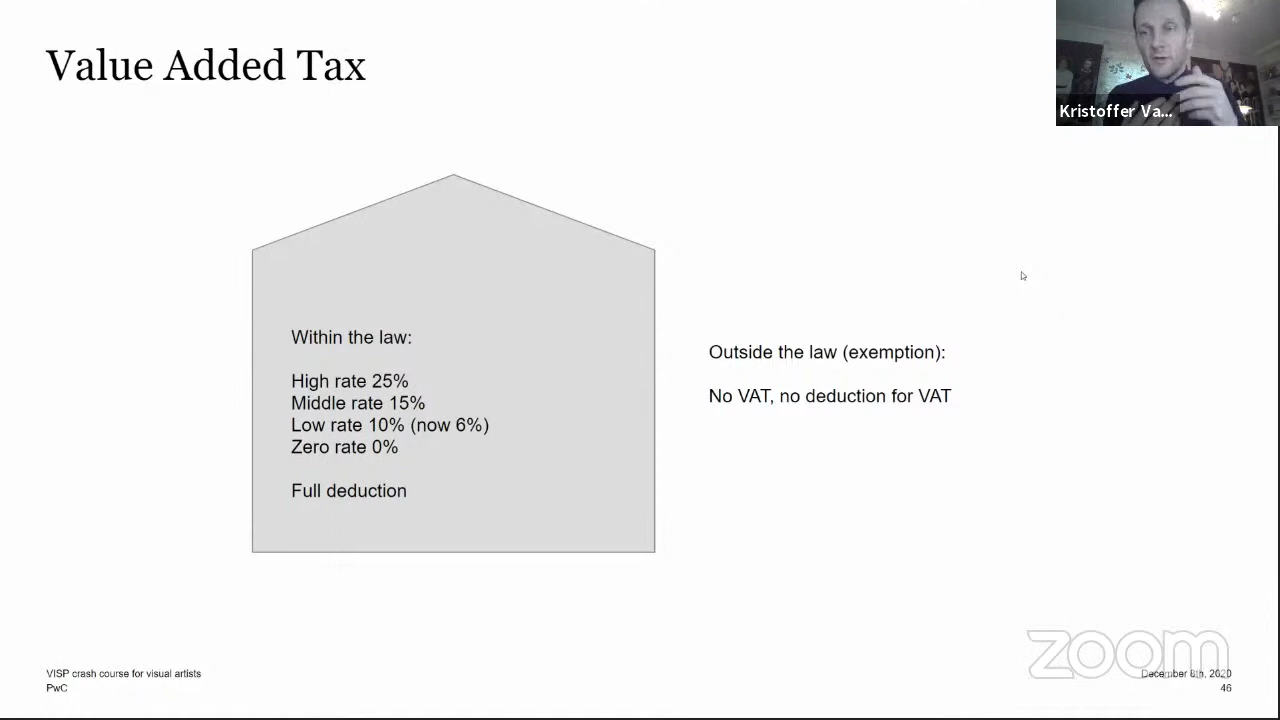 Value Added Tax
Kristoffer Va...
Within the law:
High rate 25%
Middle rate 15%
Low rate 10% (now 6%)
Zero rate 0%
Full deduction
Outside the law (exemption):
No VAT, no deduction for VAT
zoom
VISP crash course for visual artists
PwC
December 8th, 2020
46